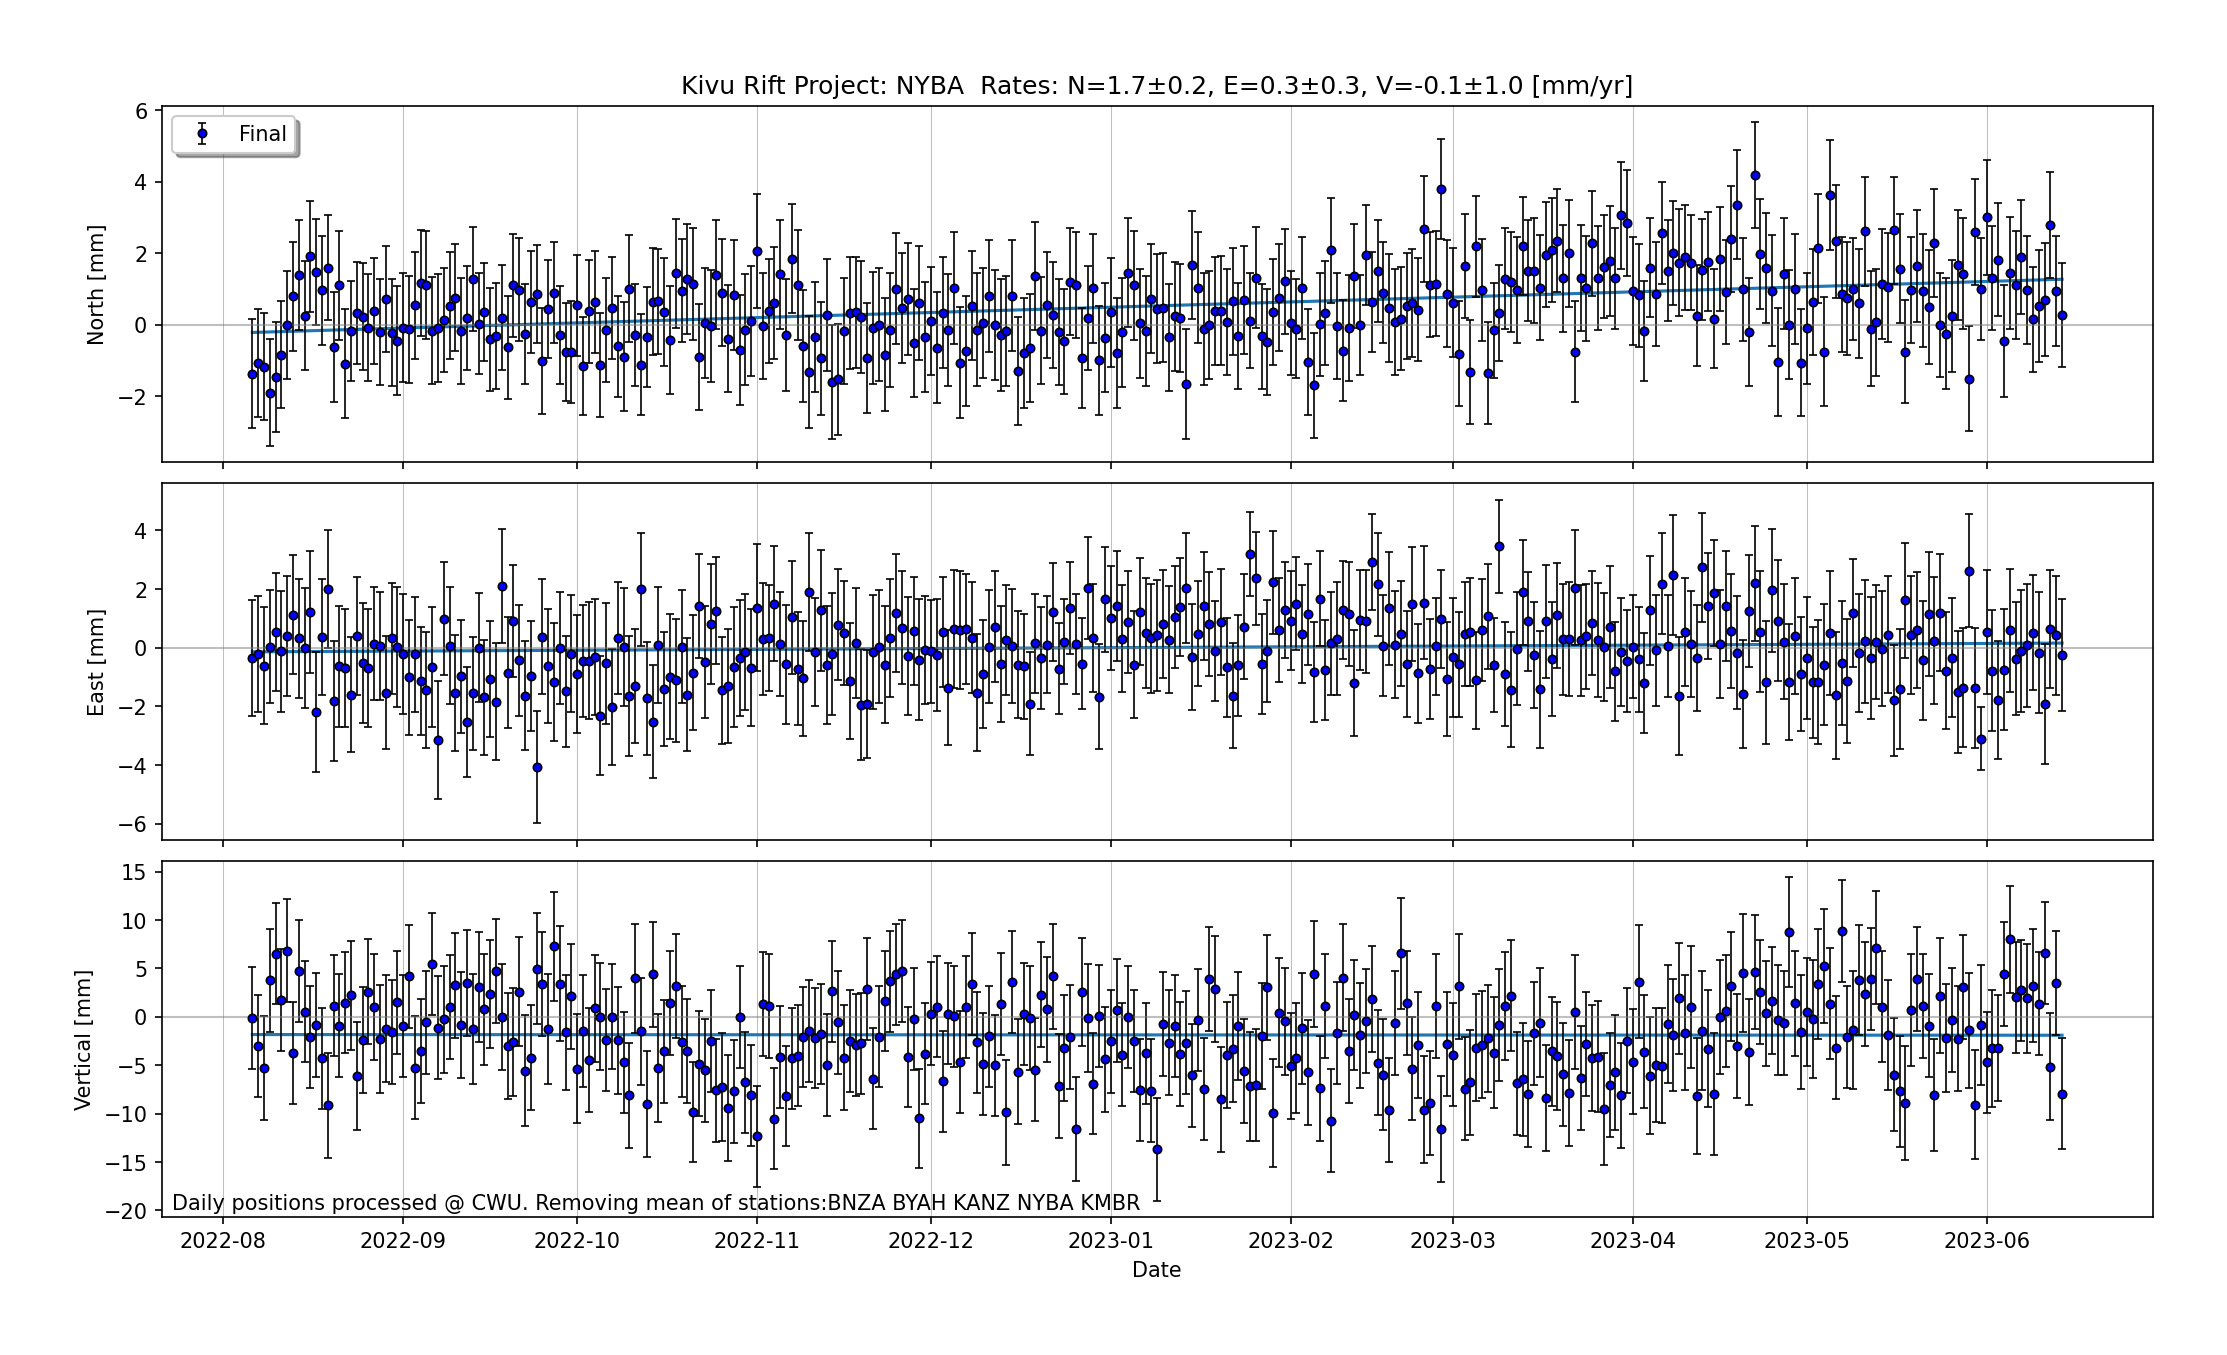 Kivu Rift Project: NYBA  Rates: N=1.7±0.2, E=0.3±0.3, V=-0.1±1.0 [mm/yr]
Final
North [mm]
6
4
2
0
−2
East [mm]
4
2
0
−2
−4
−6
Vertical [mm]
15
10
5
0
−5
−10
−15
−20
Daily positions processed @ CWU. Removing mean of stations:BNZA BYAH KANZ NYBA KMBR
2022-08 2022-09 2022-10 2022-11 2022-12 2023-01 2023-02 2023-03 2023-04 2023-05 2023-06
Date